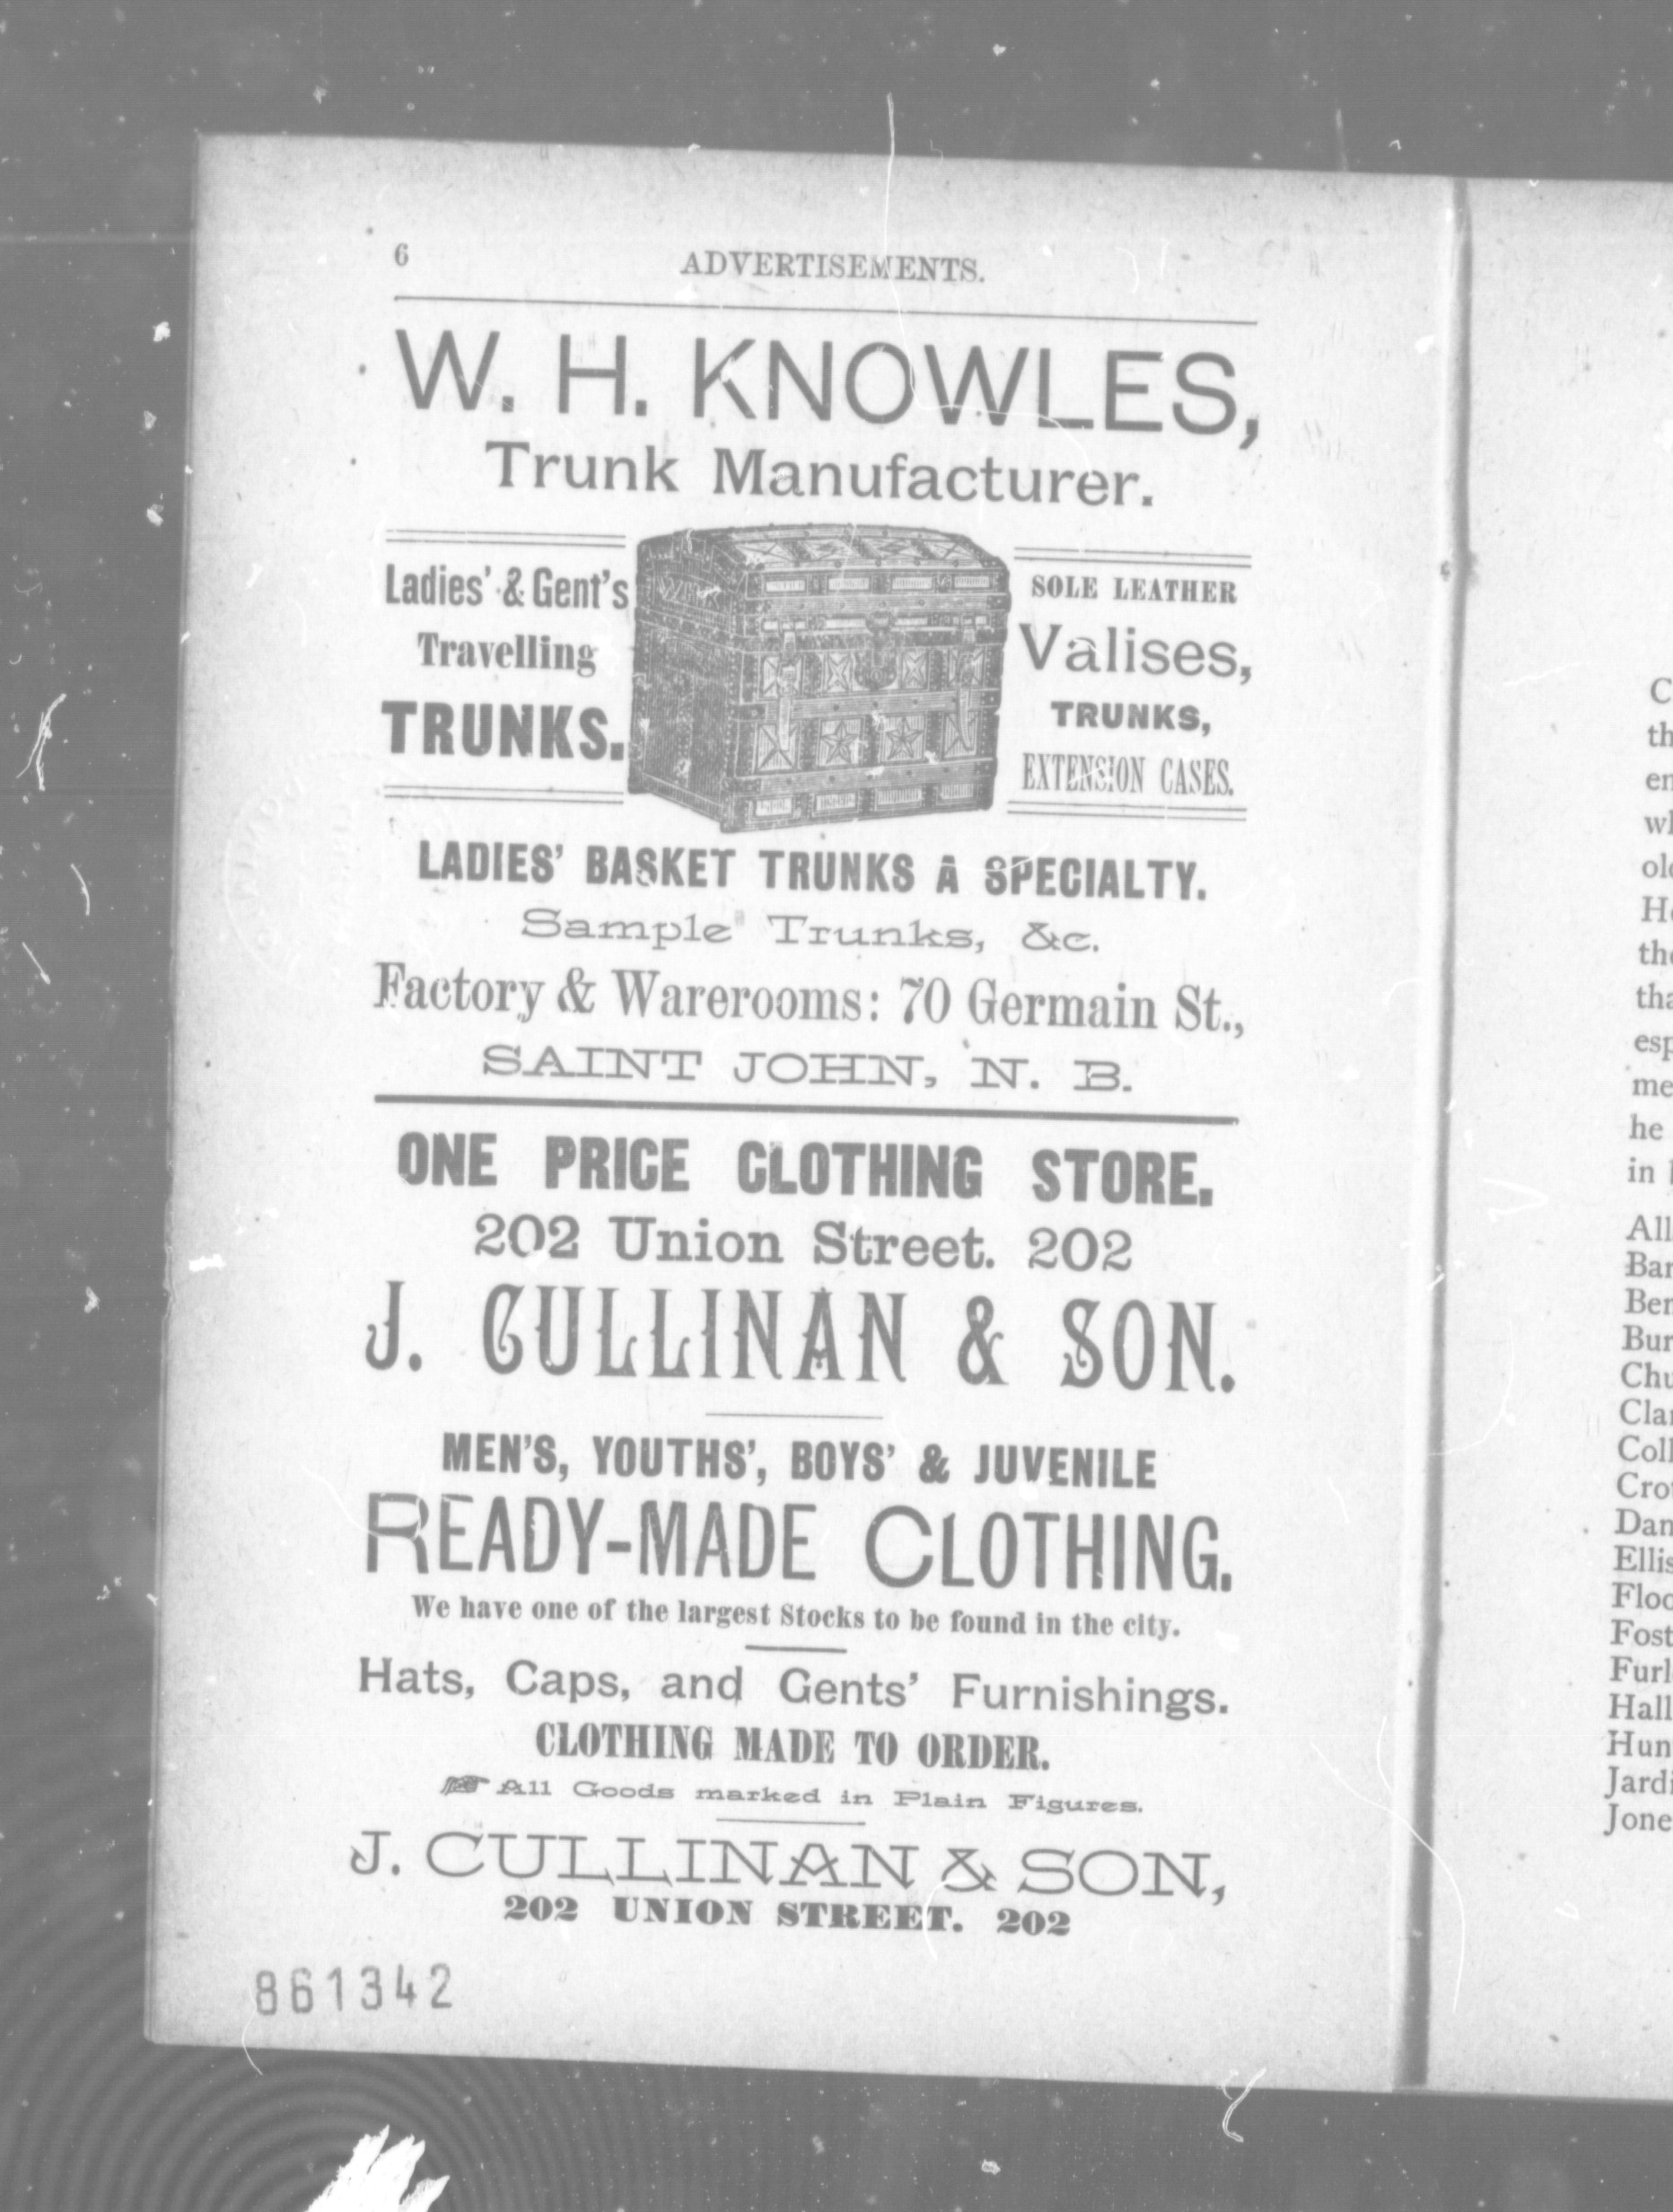 6
ADVERTISEMENTS.
W. H. KNOWLES,
Trunk Manufacturer.
Ladies' & Gent's
Travelling
TRUNKS.
SOLE LEATHER
Valises,
TRUNKS,
EXTENSION CASES.
LADIES' BASKET TRUNKS A SPECIALTY.
Sample Trunks, &c.
Factory & Warerooms: 70 Germain St.,
SAINT JOHN, N. B.
ONE PRICE CLOTHING STORE.
202 Union Street. 202
J. CULLINAN & SON.
MEN'S, YOUTHS', BOYS' & JUVENILE
READY-MADE CLOTHING.
We have one of the largest Stocks to be found in the city.
Hats, Caps, and Gents' Furnishings.
CLOTHING MADE TO ORDER.
☞ All Goods marked in Plain Figures.
J. CULLINAN & SON,
202 UNION STREET. 202
861342
he
in
All